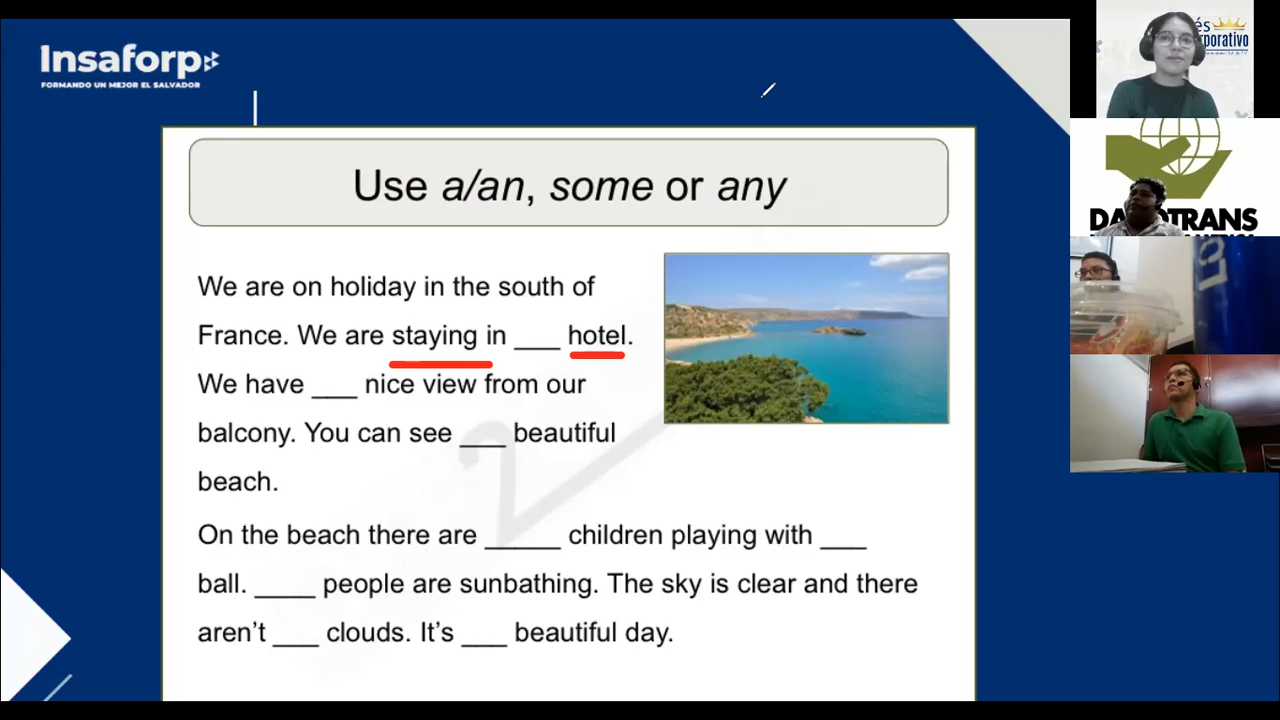 Insaforp
FORMANDO UN MEJOR EL SALVADOR
Use a/an, some or any
We are on holiday in the south of
France. We are staying in ___ hotel.
We have ___ nice view from our
balcony. You can see ___ beautiful
beach.
On the beach there are _____ children playing with ___
ball. ____ people are sunbathing. The sky is clear and there
aren’t ___ clouds. It’s ___ beautiful day.